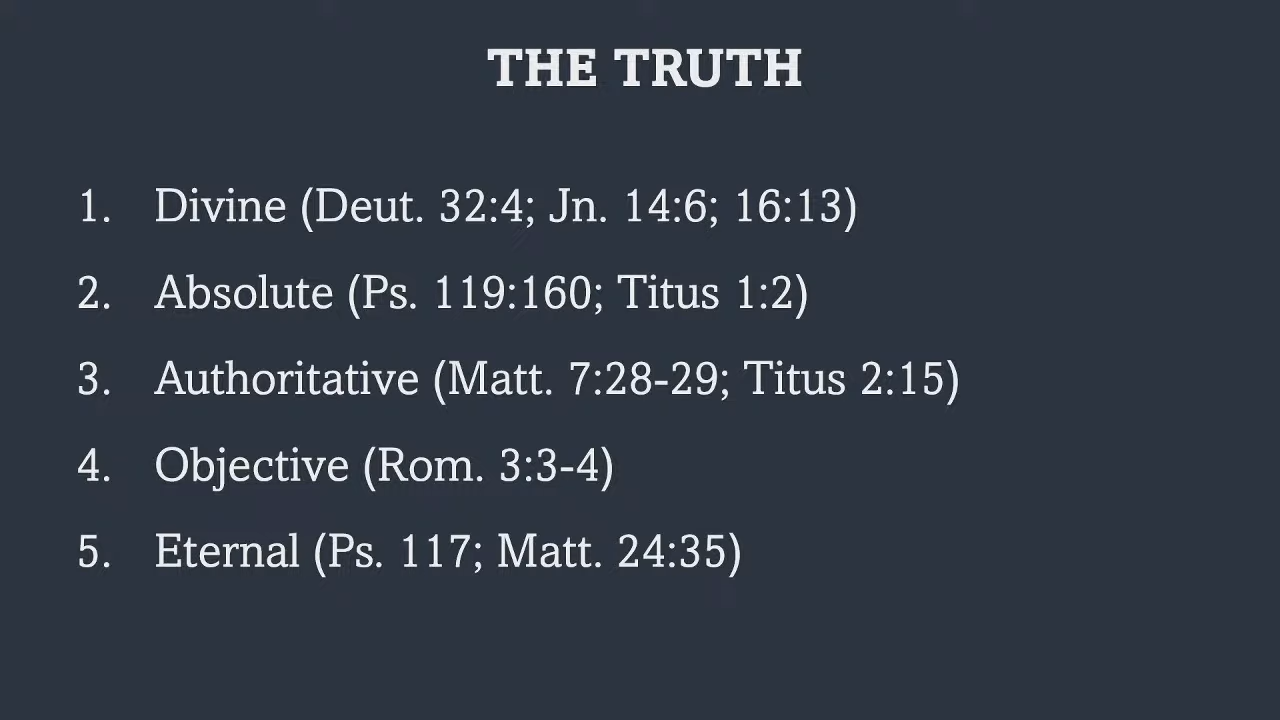 THE TRUTH
1. Divine (Deut. 32:4; Jn. 14:6; 16:13)
2. Absolute (Ps. 119:160; Titus 1:2)
3. Authoritative (Matt. 7:28-29; Titus 2:15)
4. Objective (Rom. 3:3-4)
5. Eternal (Ps. 117; Matt. 24:35)